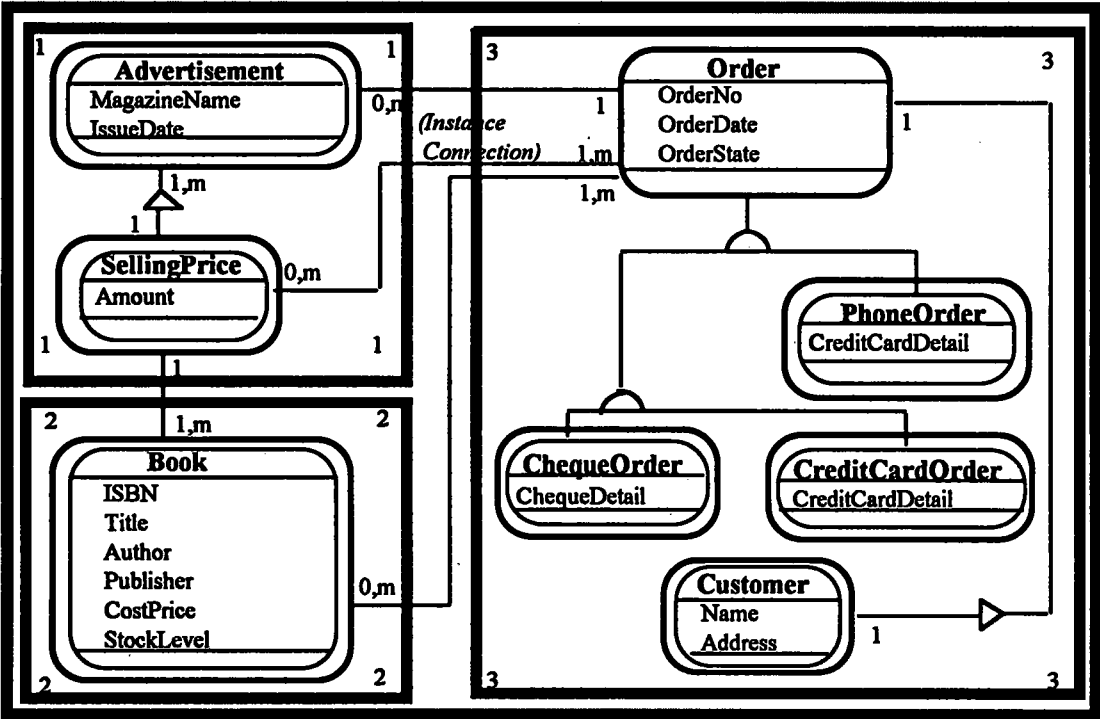 1
1
Advertisement
MagazineName
IssueDate
0,m
1,m
1
SellingPrice
Amount
0,m
1
1
1
(Instance
Connection)
2
2
1,m
Book
ISBN
Title
Author
Publisher
CostPrice
StockLevel
0,m
2
2
3
3
Order
OrderNo
OrderDate
OrderState
1
1,m
1,m
1
PhoneOrder
CreditCardDetail
ChequeOrder
ChequeDetail
CreditCardOrder
CreditCardDetail
Customer
Name
Address
1
3
3